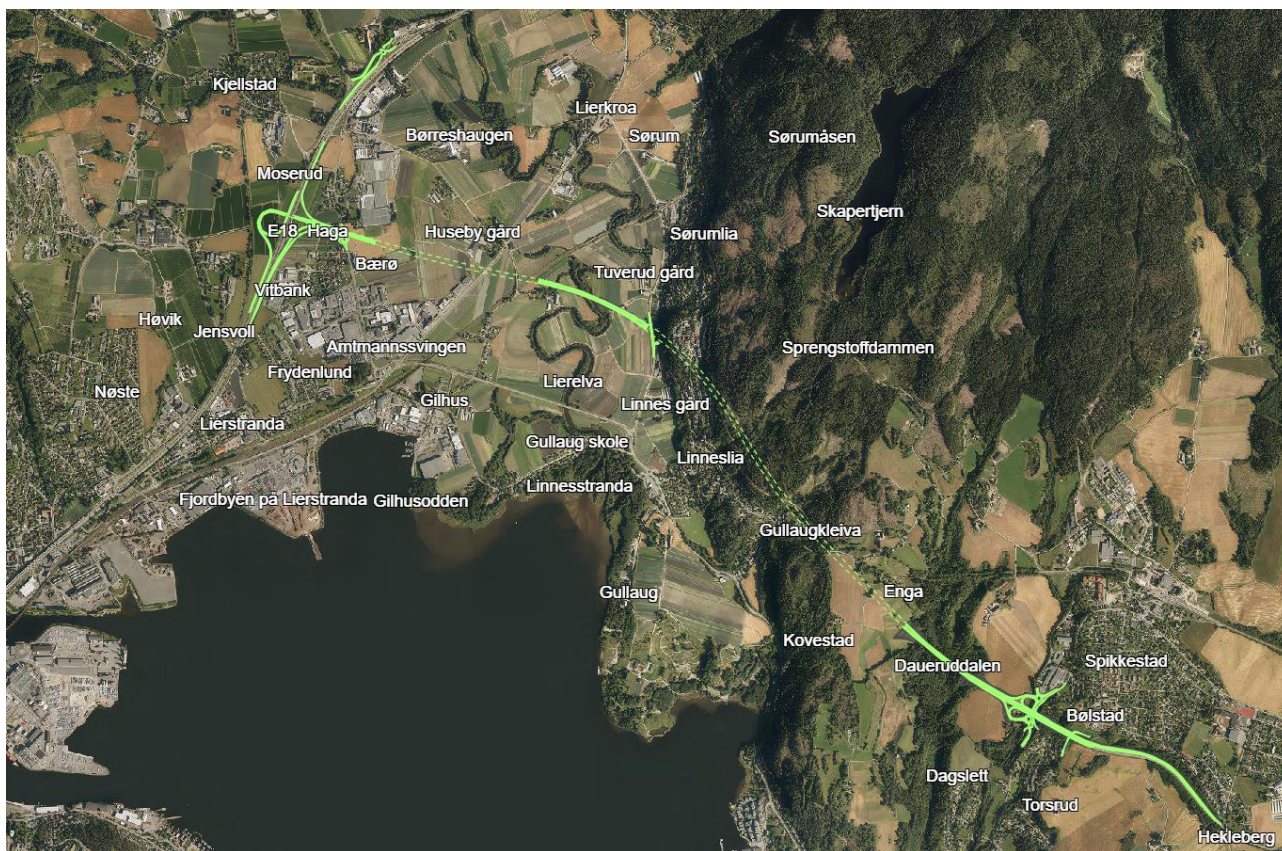 Kjellstad
Lierkroa
Børreshaugen
Sørum
Sørumåsen
Moserud
Skapertjern
E18 Haga
Huseby gård
Sørumlia
Bærø
Tuverud gård
Vitbank
Høvik
Jensvoll
Amtmannssvingen
Sprengstoffdammen
Frydenlund
Nøste
Lierelva
Gilhus
Linnes gård
Lierstranda
Gullaug skole
Linneslia
Linnesstranda
Fjordbyen på Lierstranda
Gilhusodden
Gullaugkleiva
Gullaug
Enga
Kovestad
Daueruddalen
Spikkestad
Bølstad
Dagslett
Torsrud
Hekleberg